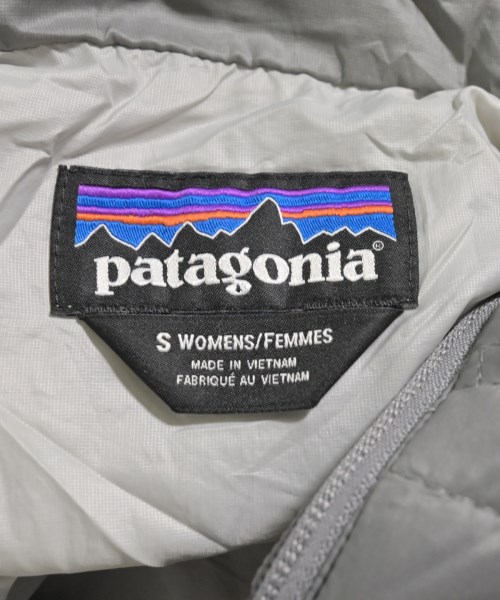 patagonia®
S WOMENS/FEMMES
MADE IN VIETNAM
FABRIQUÉ AU VIETNAM